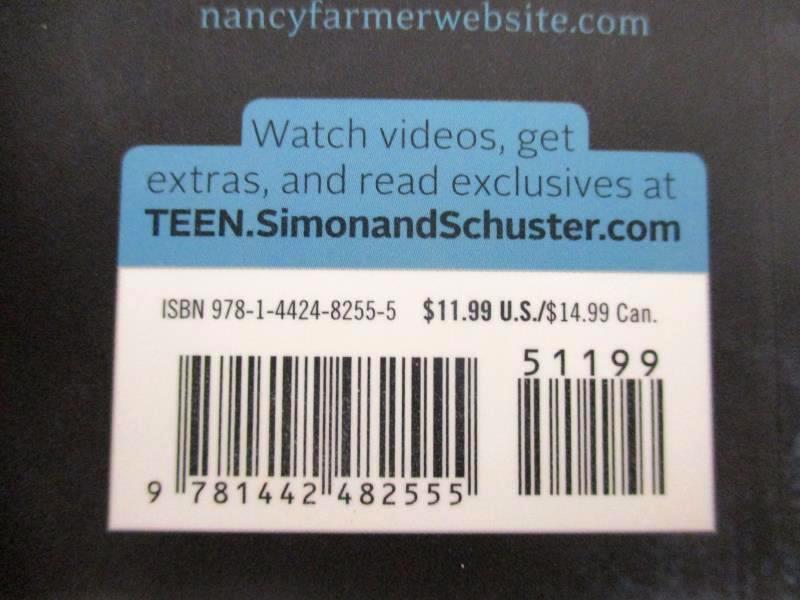 nancyfarmerwebsite.com
Watch videos, get
extras, and read exclusives at
TEEN.SimonandSchuster.com
ISBN 978-1-4424-8255-5 $11.99 U.S./$14.99 Can.
51199
9 781442 482555